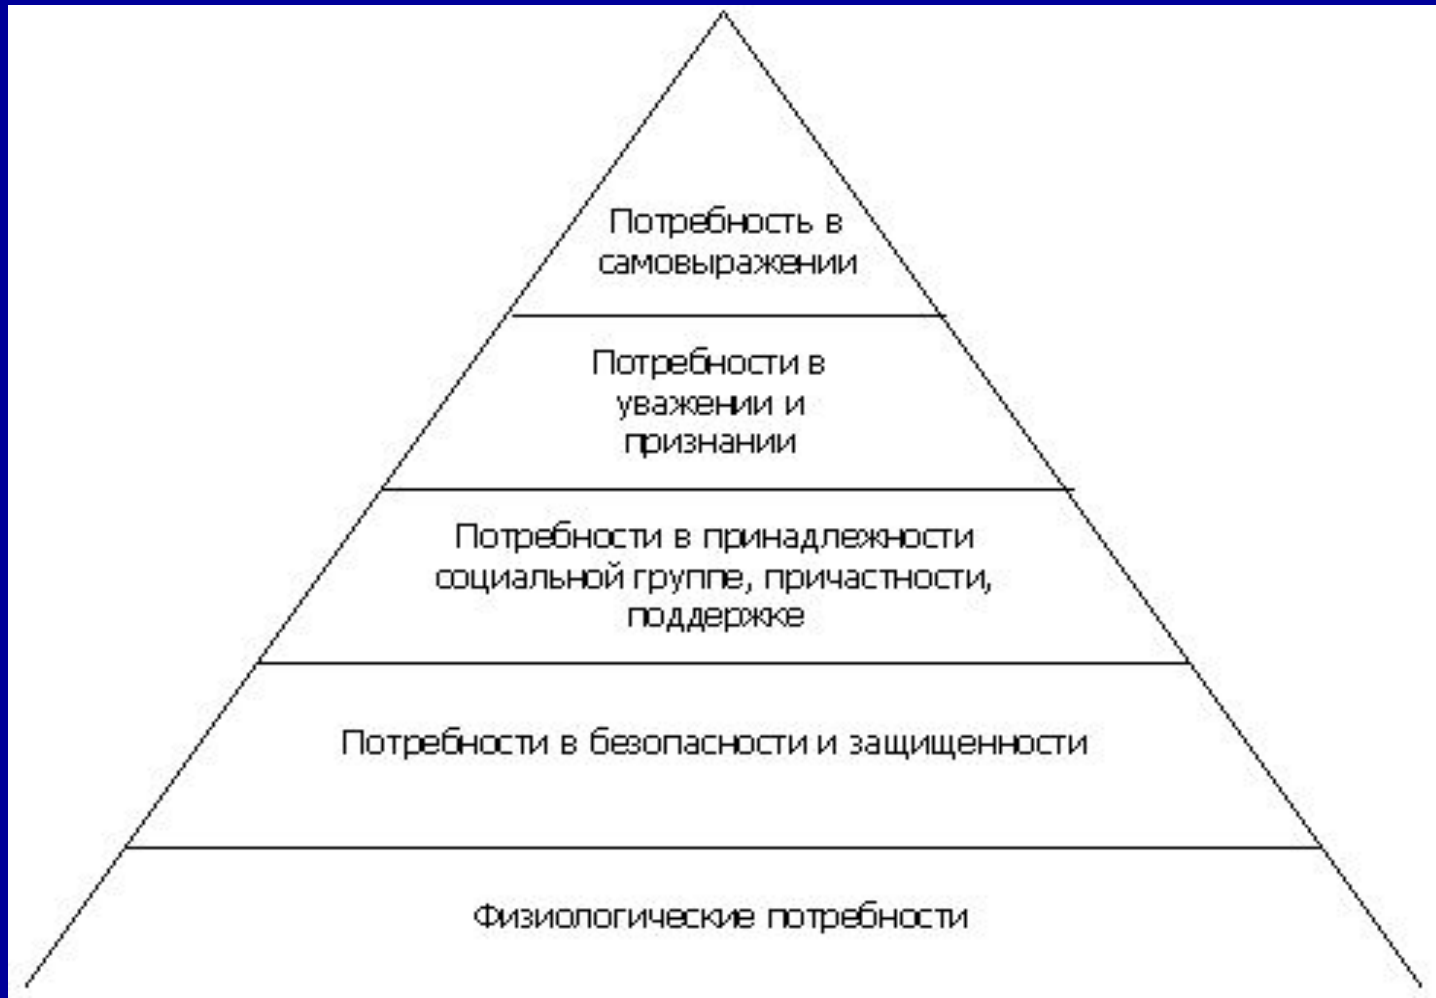 Потребность в
самовыражении
Потребности в
уважении и
признании
Потребности в принадлежности
социальной группе, причастности,
поддержке
Потребности в безопасности и защищенности
Физиологические потребности